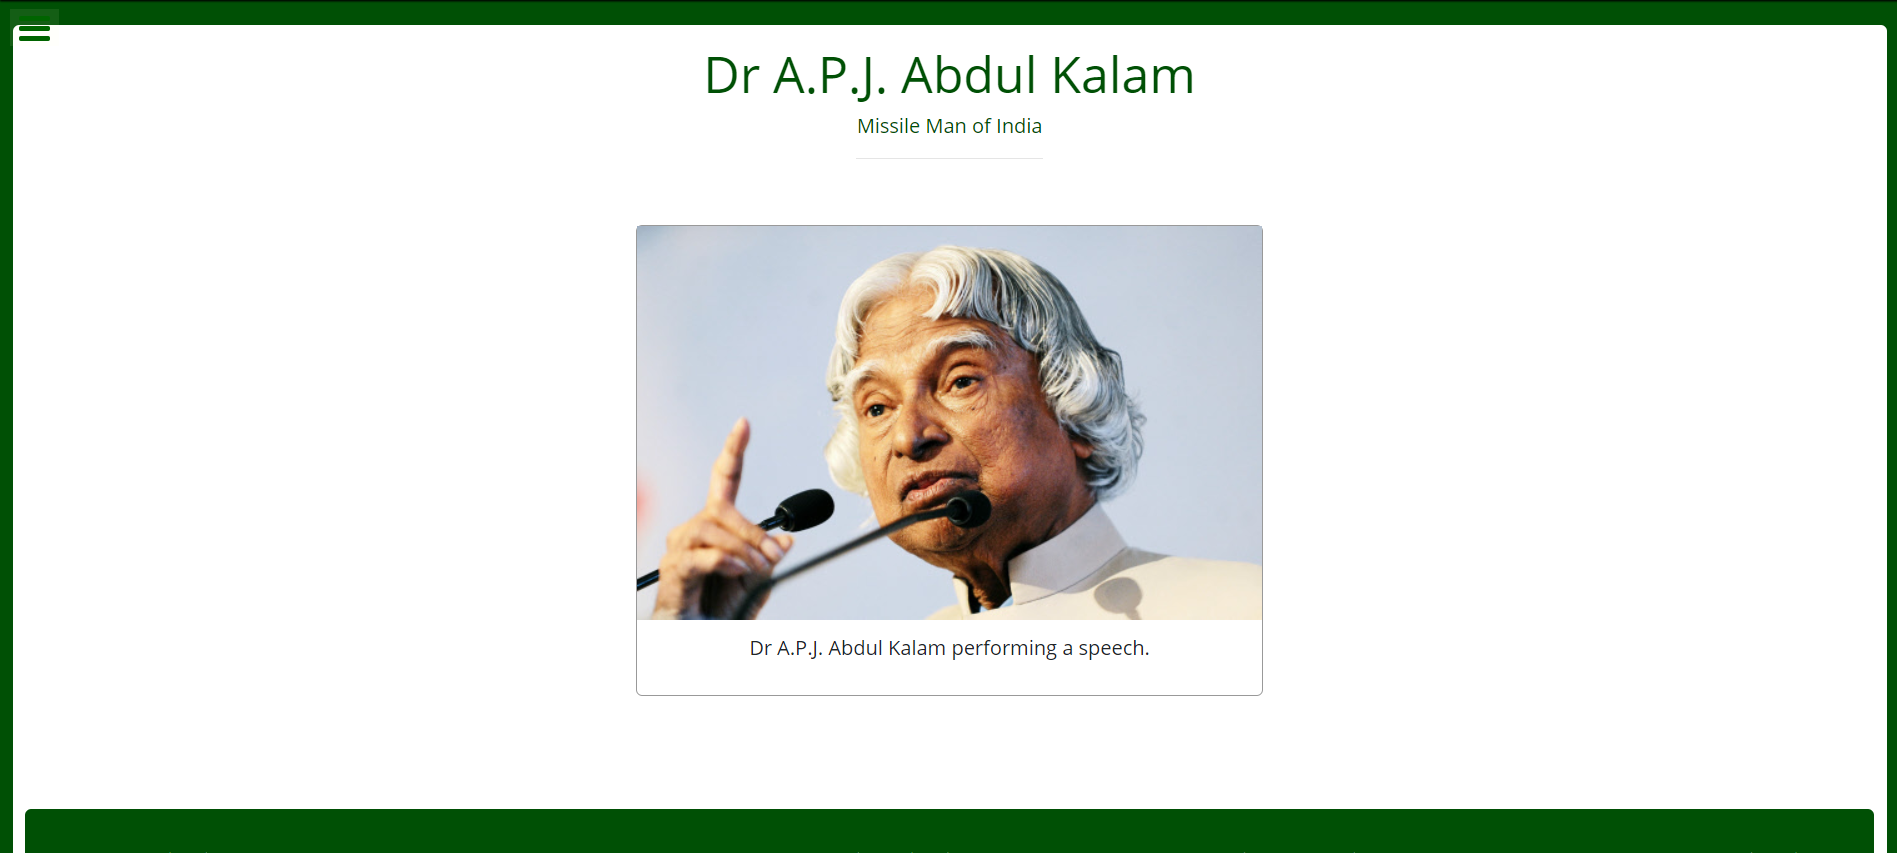 Dr A.P.J. Abdul Kalam
Missile Man of India
Dr A.P.J. Abdul Kalam performing a speech.